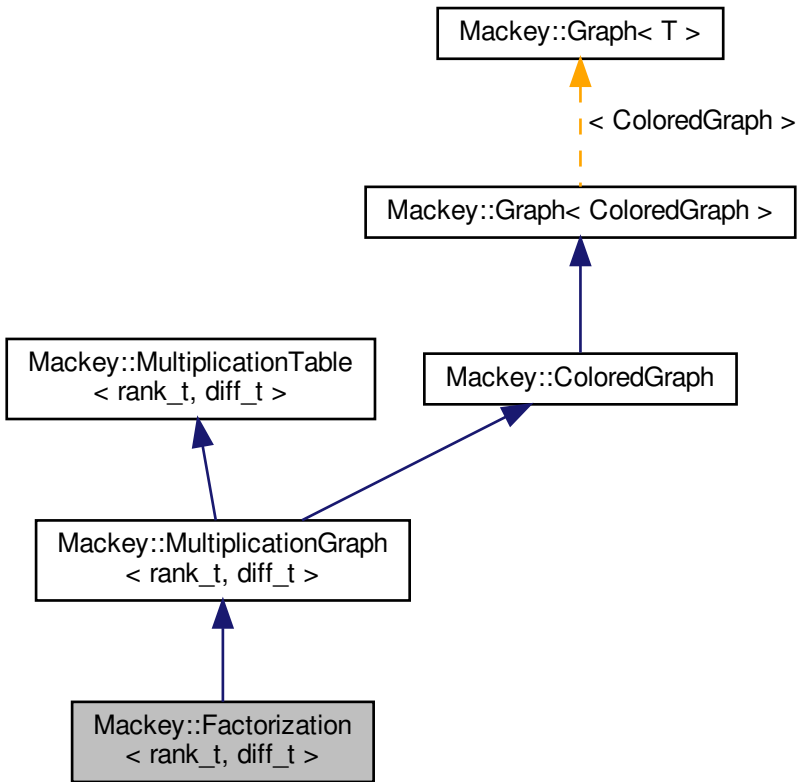 Mackey::Graph< T >
< ColoredGraph >
Mackey::Graph< ColoredGraph >
Mackey::MultiplicationTable
< rank_t, diff_t >
Mackey::ColoredGraph
Mackey::MultiplicationGraph
< rank_t, diff_t >
Mackey::Factorization
< rank_t, diff_t >